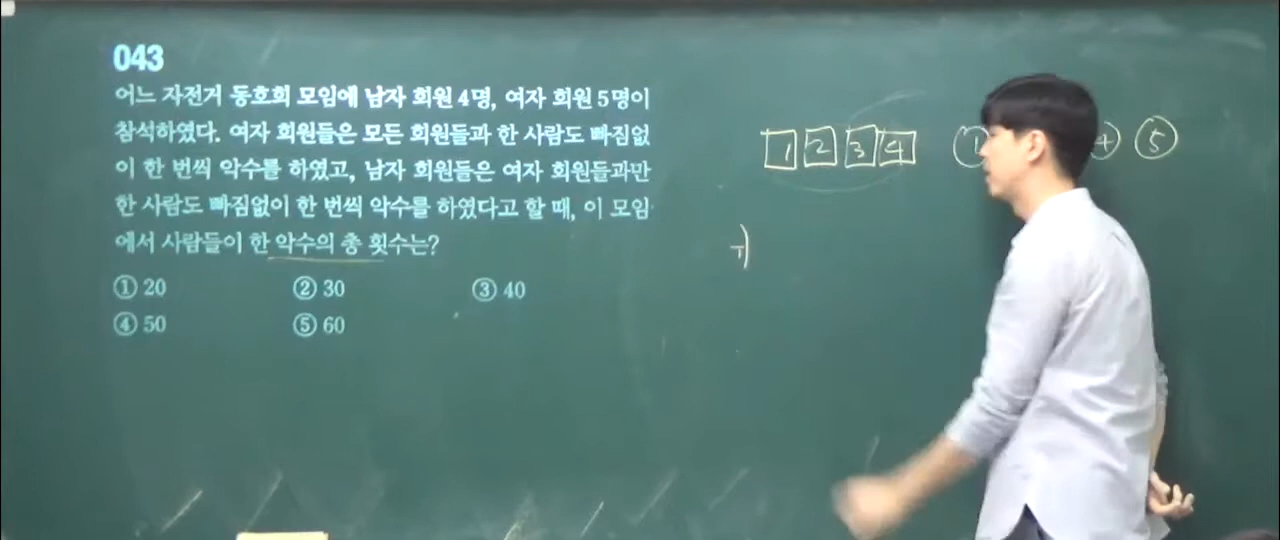 043
어느 자전거 동호회 모임에 남자 회원 4명, 여자 회원 5명이
참석하였다. 여자 회원들은 모든 회원들과 한 사람도 빠짐없
이 한 번씩 악수를 하였고, 남자 회원들은 여자 회원들과만
한 사람도 빠짐없이 한 번씩 악수를 하였다고 할 때, 이 모임
에서 사람들이 한 악수의 총 횟수는?
① 20 ② 30 ③ 40
④ 50 ⑤ 60
1 2 3 4 ① ④ ⑤